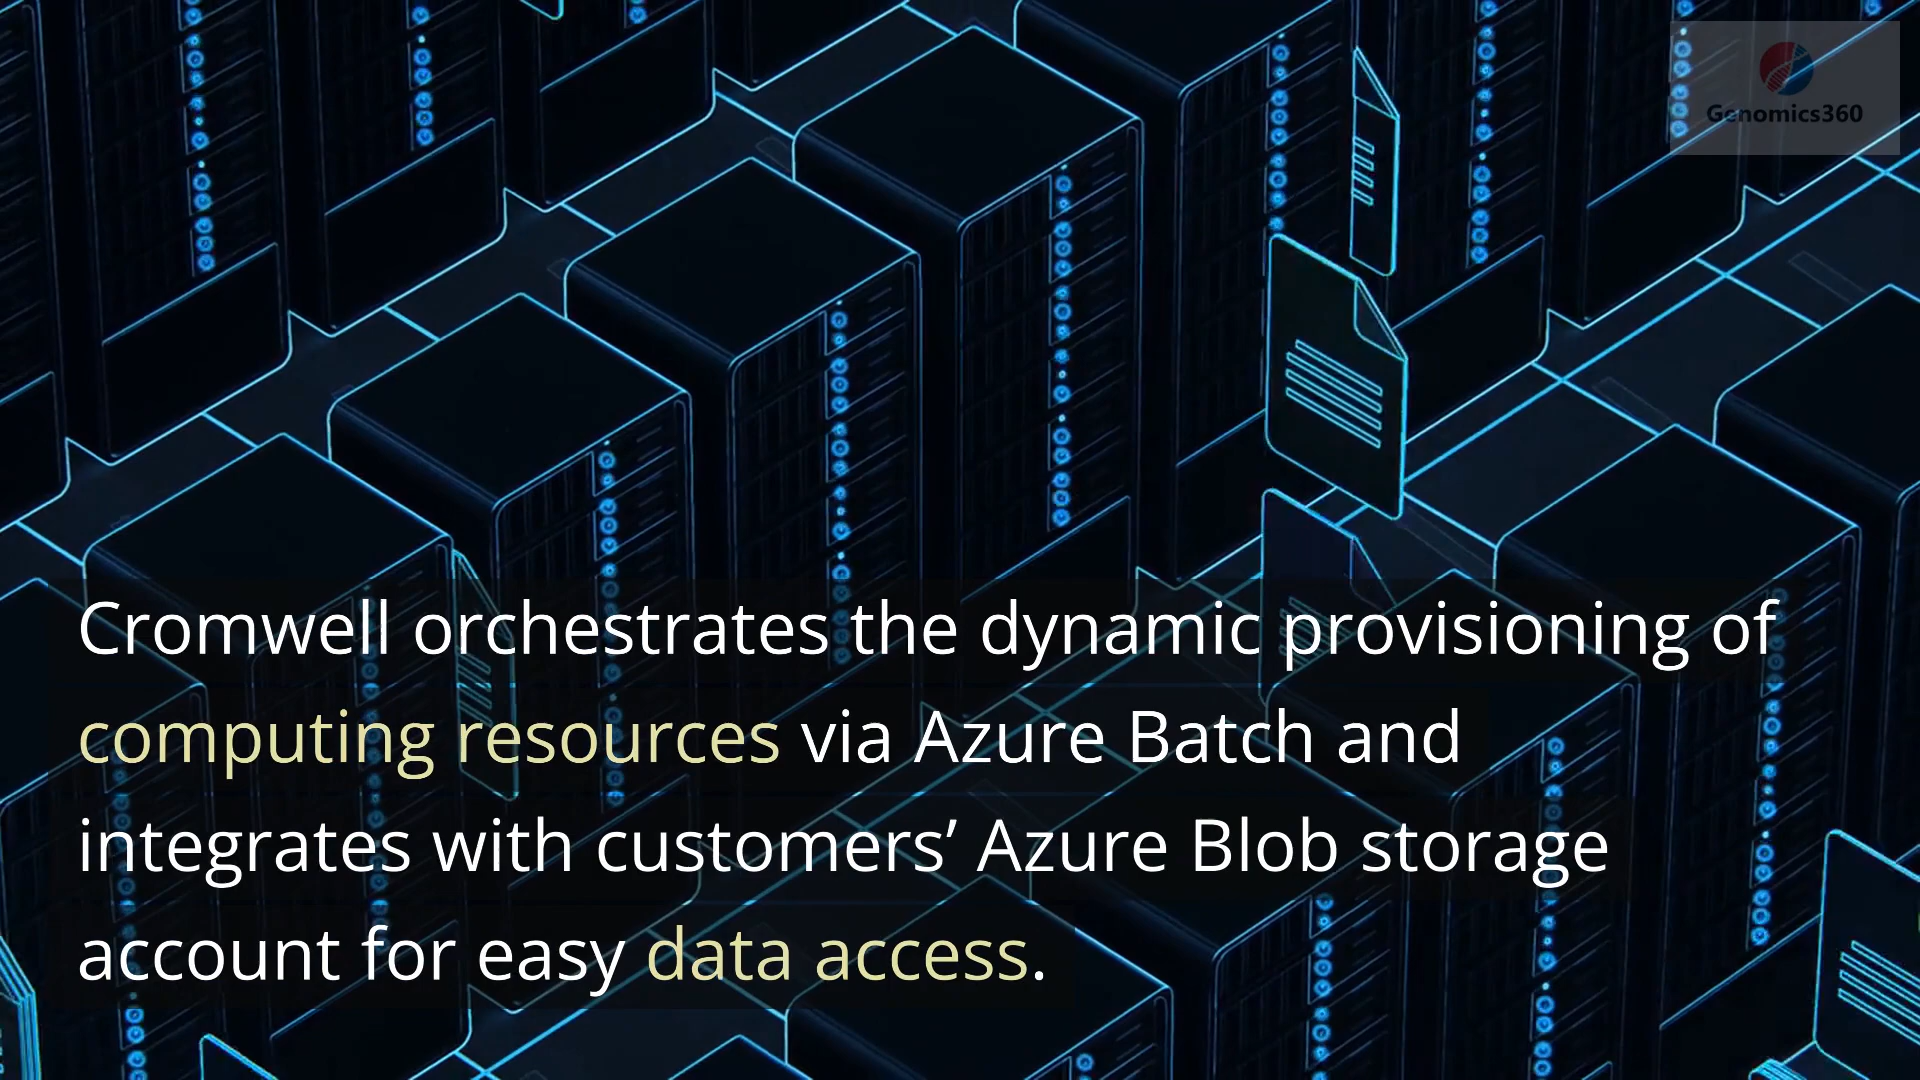 Genomics360
Cromwell orchestrates the dynamic provisioning of
computing resources via Azure Batch and
integrates with customers’ Azure Blob storage
account for easy data access.